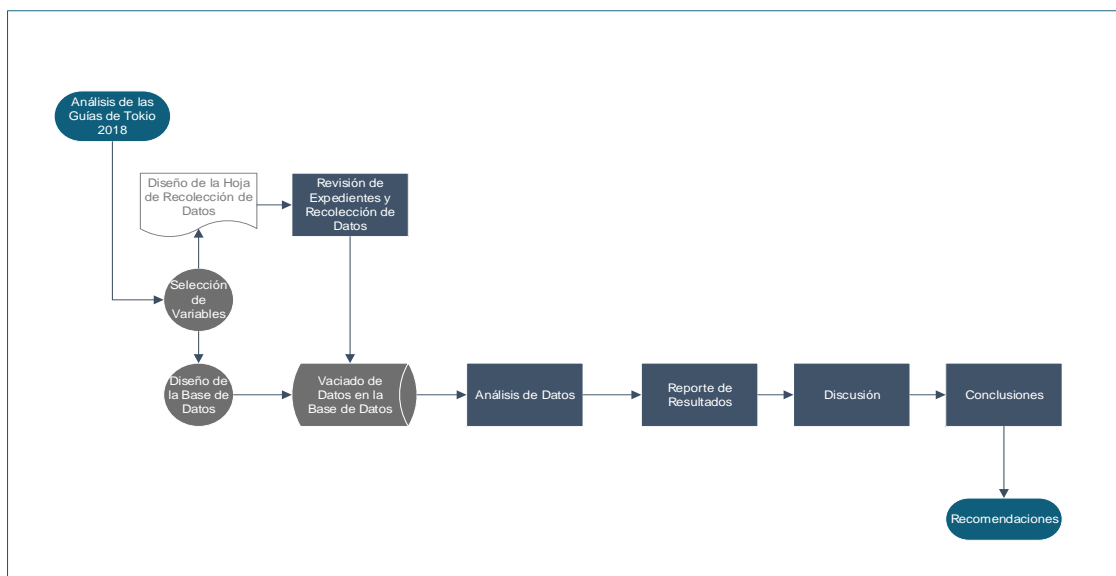 Análisis de las
Guías de Tokio
2018
Diseño de la Hoja
de Recolección de
Datos
Revisión de
Expedientes y
Recolección de
Datos
Selección
de
Variables
Diseño de
la Base de
Datos
Vaciado de
Datos en la
Base de Datos
Análisis de Datos
Reporte de
Resultados
Discusión
Conclusiones
Recomendaciones